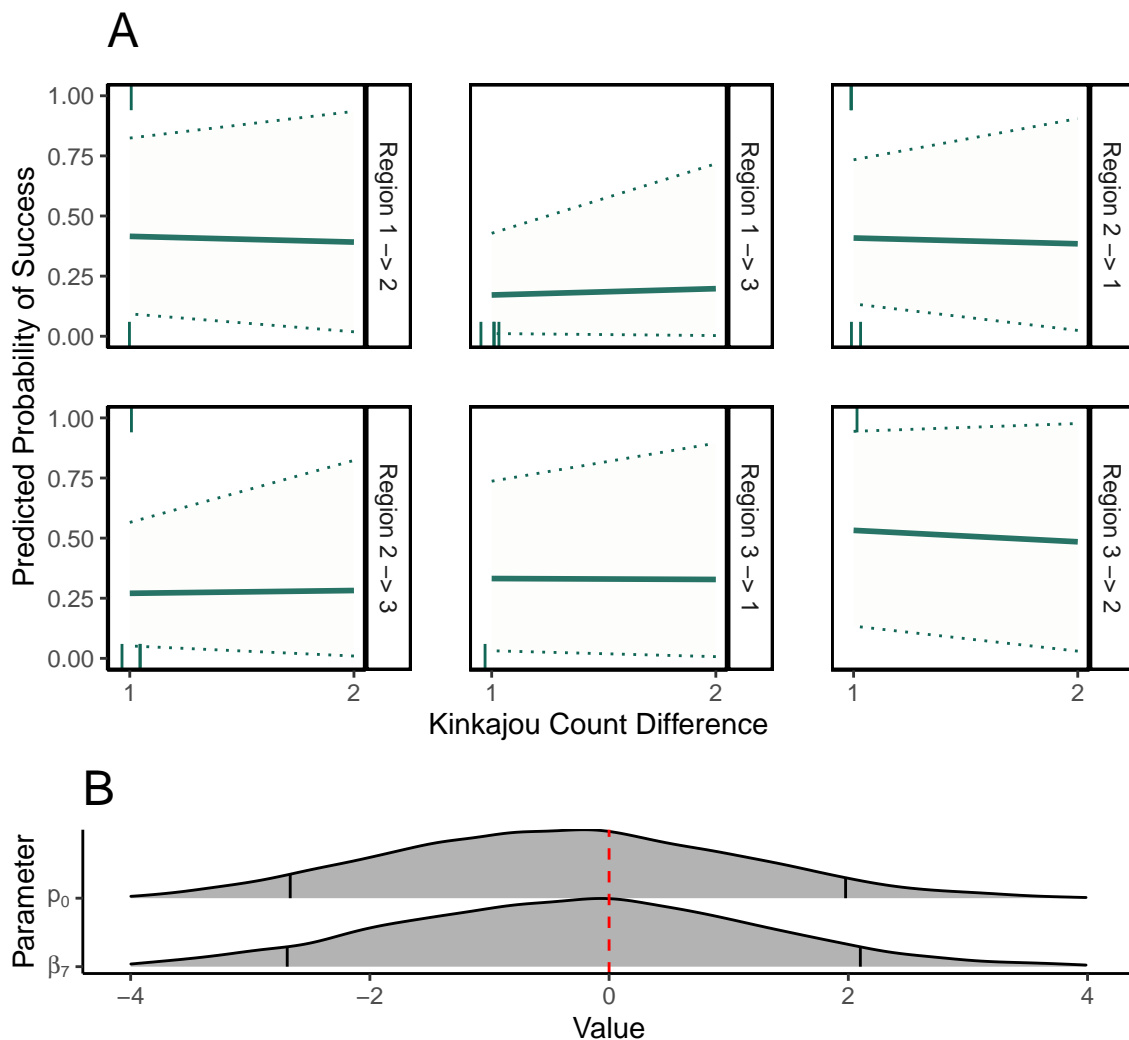 A
Predicted Probability of Success
1.00
0.75
0.50
0.25
0.00
Region 1 −> 2
Region 1 −> 3
Region 2 −> 1
1.00
0.75
0.50
0.25
0.00
Region 2 −> 3
Region 3 −> 1
Region 3 −> 2
1 2 1 2 1 2
Kinkajou Count Difference
B
Parameter
p₀
β₇
−4 −2 0 2 4
Value